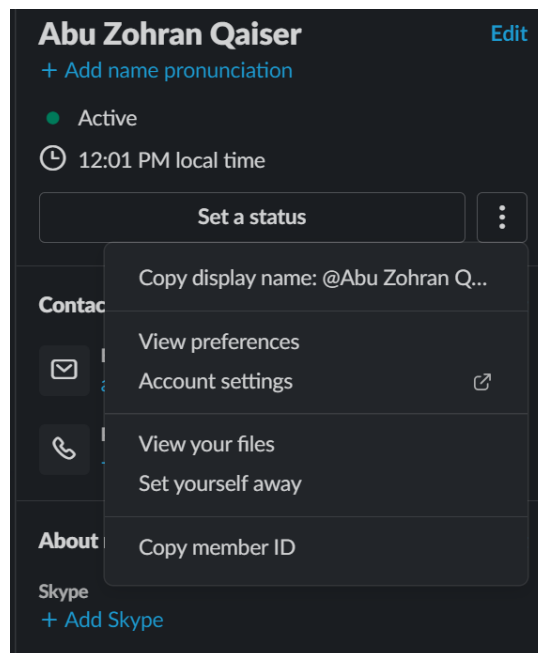 Abu Zohran Qaiser
Edit
+ Add name pronunciation
Active
12:01 PM local time
Set a status
Copy display name: @Abu Zohran Q...
Contac
View preferences
Account settings
View your files
Set yourself away
About
Copy member ID
Skype
+ Add Skype